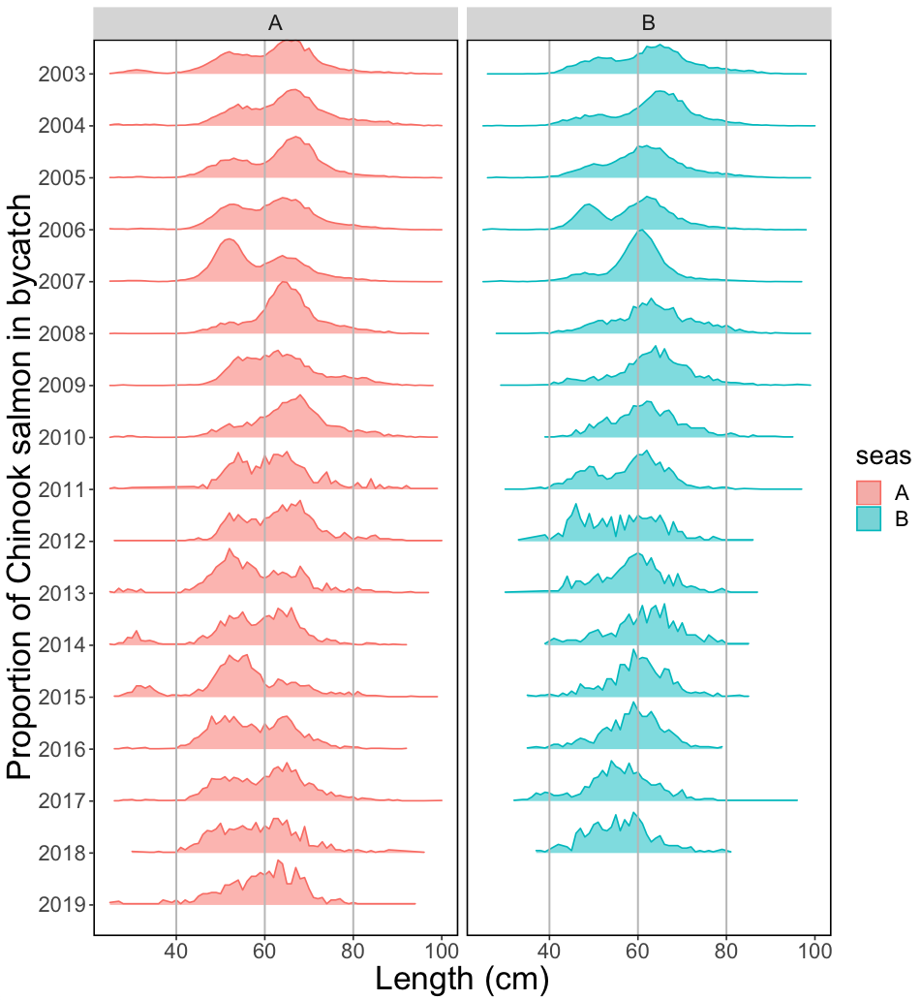 A B
Proportion of Chinook salmon in bycatch
2003
2004
2005
2006
2007
2008
2009
2010
2011
2012
2013
2014
2015
2016
2017
2018
2019
40 60 80 100 40 60 80 100
Length (cm)
seas
A
B